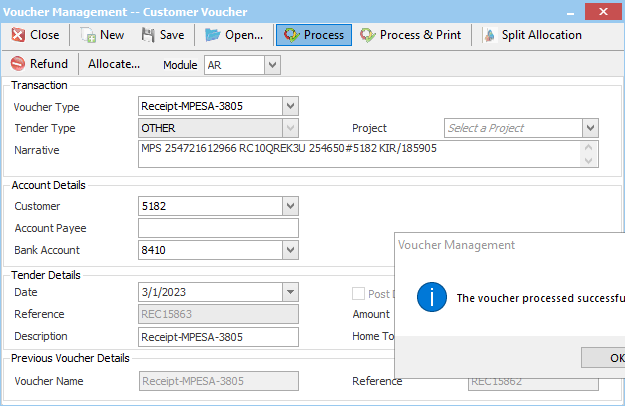 Voucher Management -- Customer Voucher
Close New Save Open... Process Process & Print Split Allocation
Refund Allocate... Module AR
Transaction
Voucher Type Receipt-MPESA-3805
Tender Type OTHER Project Select a Project
Narrative MPS 254721612966 RC10QREK3U 254650#5182 KIR/185905
Account Details
Customer 5182
Account Payee
Bank Account 8410
Voucher Management
The voucher processed successfu
OK
Tender Details
Date 3/1/2023 Post D
Reference REC15863 Amount
Description Receipt-MPESA-3805 Home To
Previous Voucher Details
Voucher Name Receipt-MPESA-3805 Reference REC15862